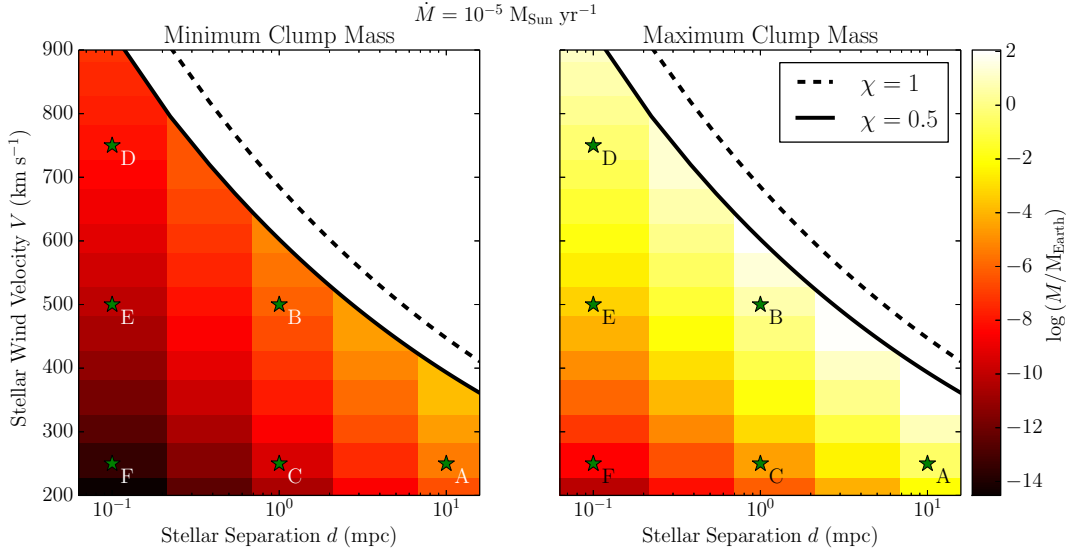 Ṁ = 10⁻⁵ M_Sun yr⁻¹
Minimum Clump Mass
Maximum Clump Mass
Stellar Wind Velocity V (km s⁻¹)
900
800
700
600
500
400
300
200
D
E
B
F
C
A
10⁻¹
10⁰
10¹
Stellar Separation d (mpc)
χ = 1
χ = 0.5
D
E
B
F
C
A
10⁻¹
10⁰
10¹
Stellar Separation d (mpc)
2
0
−2
−4
−6
−8
−10
−12
−14
log (M/M_Earth)